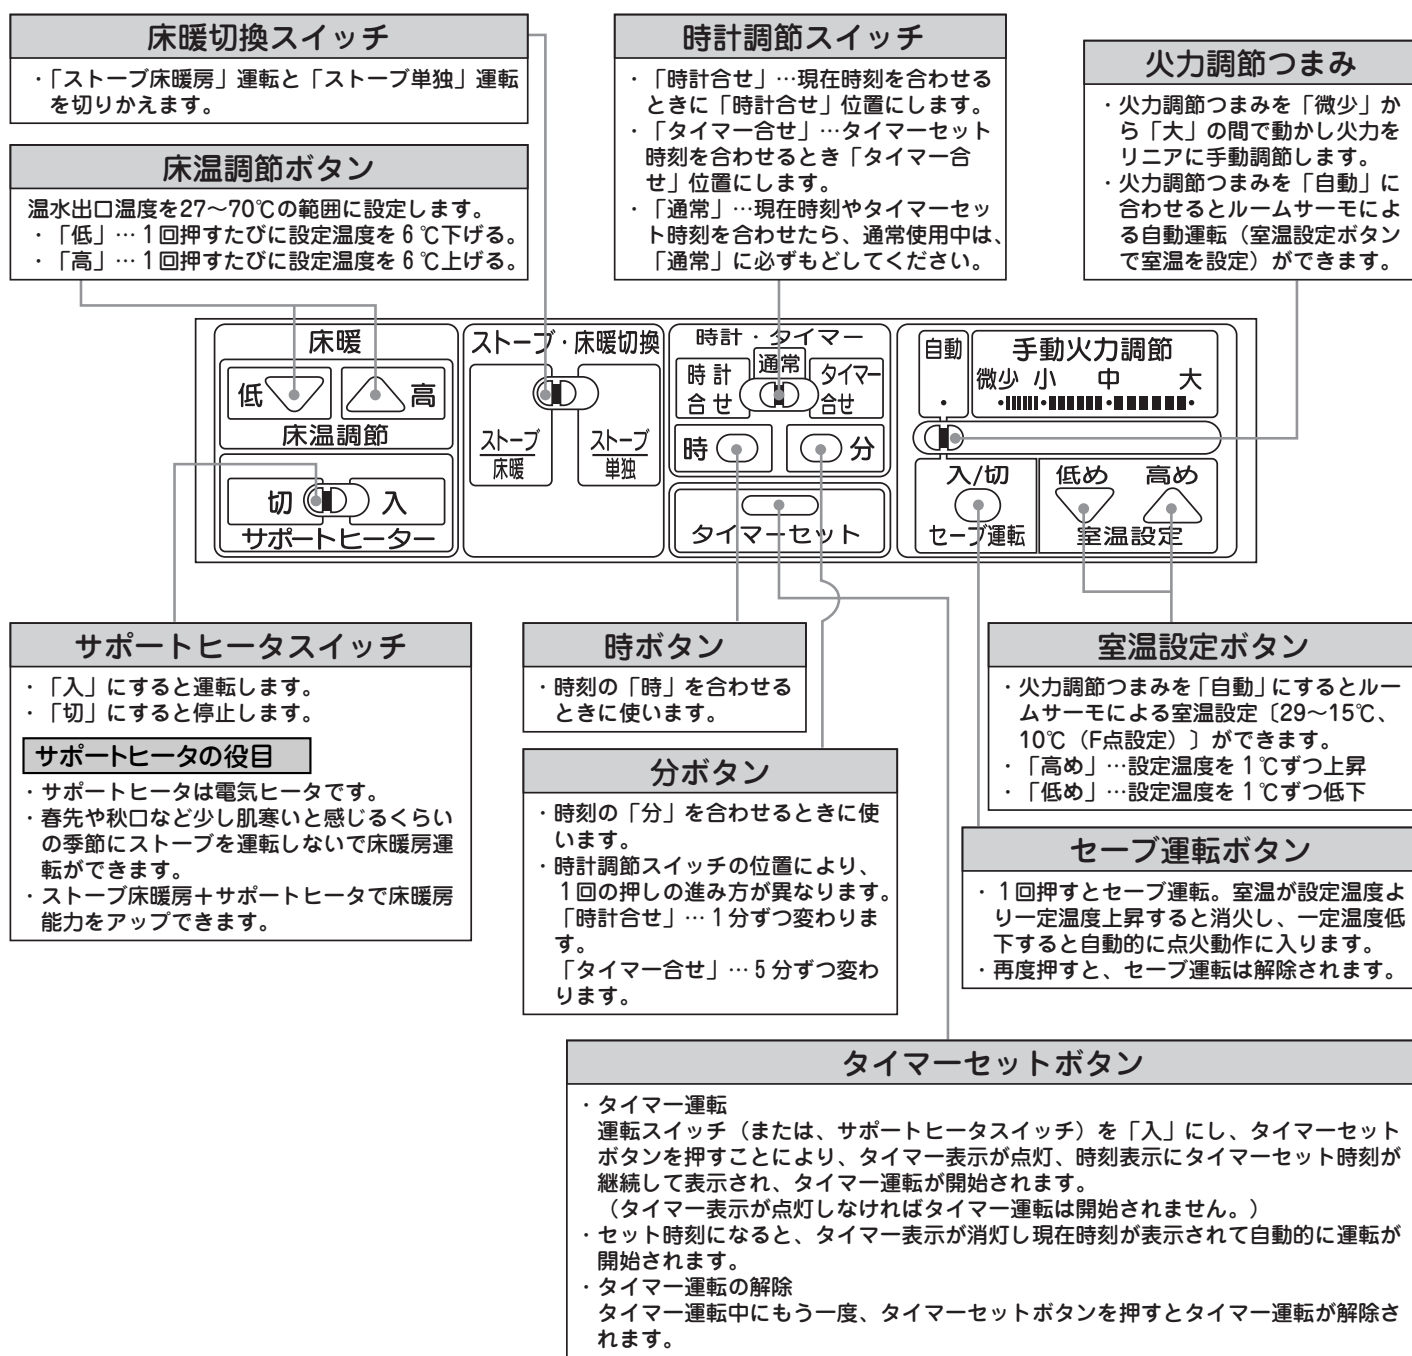 床暖切換スイッチ
・「ストーブ床暖房」運転と「ストーブ単独」運転
を切りかえます。
床温調節ボタン
温水出口温度を27〜70℃の範囲に設定します。
・「低」…1回押すたびに設定温度を6℃下げる。
・「高」…1回押すたびに設定温度を6℃上げる。
時計調節スイッチ
・「時計合せ」…現在時刻を合わせる
ときに「時計合せ」位置にします。
・「タイマー合せ」…タイマーセット
時刻を合わせるとき「タイマー合
せ」位置にします。
・「通常」…現在時刻やタイマーセッ
ト時刻を合わせたら、通常使用中は、
「通常」に必ずもどしてください。
火力調節つまみ
・火力調節つまみを「微少」か
ら「大」の間で動かし火力を
リニアに手動調節します。
・火力調節つまみを「自動」に
合わせるとルームサーモによ
る自動運転（室温設定ボタン
で室温を設定）ができます。
床暖
低
高
床温調節
切
入
サポートヒーター
ストーブ・床暖切換
ストーブ
床暖
ストーブ
単独
時計・タイマー
時計
合せ
通常
タイマー
合せ
時
分
タイマーセット
自動
手動火力調節
微少 小 中 大
入/切
セーブ運転
低め
高め
室温設定
サポートヒータスイッチ
・「入」にすると運転します。
・「切」にすると停止します。
サポートヒータの役目
・サポートヒータは電気ヒータです。
・春先や秋口など少し肌寒いと感じるくらい
の季節にストーブを運転しないで床暖房運
転ができます。
・ストーブ床暖房＋サポートヒータで床暖房
能力をアップできます。
時ボタン
・時刻の「時」を合わせる
ときに使います。
分ボタン
・時刻の「分」を合わせるときに使
います。
・時計調節スイッチの位置により、
1回の押しの進み方が異なります。
「時計合せ」…1分ずつ変わりま
す。
「タイマー合せ」…5分ずつ変わ
ります。
室温設定ボタン
・火力調節つまみを「自動」にするとルー
ムサーモによる室温設定〔29〜15℃、
10℃（F点設定）〕ができます。
・「高め」…設定温度を1℃ずつ上昇
・「低め」…設定温度を1℃ずつ低下
セーブ運転ボタン
・1回押すとセーブ運転。室温が設定温度よ
り一定温度上昇すると消火し、一定温度低
下すると自動的に点火動作に入ります。
・再度押すと、セーブ運転は解除されます。
タイマーセットボタン
・タイマー運転
運転スイッチ（または、サポートヒータスイッチ）を「入」にし、タイマーセット
ボタンを押すことにより、タイマー表示が点灯、時刻表示にタイマーセット時刻が
継続して表示され、タイマー運転が開始されます。
（タイマー表示が点灯しなければタイマー運転は開始されません。）
・セット時刻になると、タイマー表示が消灯し現在時刻が表示されて自動的に運転が
開始されます。
・タイマー運転の解除
タイマー運転中にもう一度、タイマーセットボタンを押すとタイマー運転が解除さ
れます。